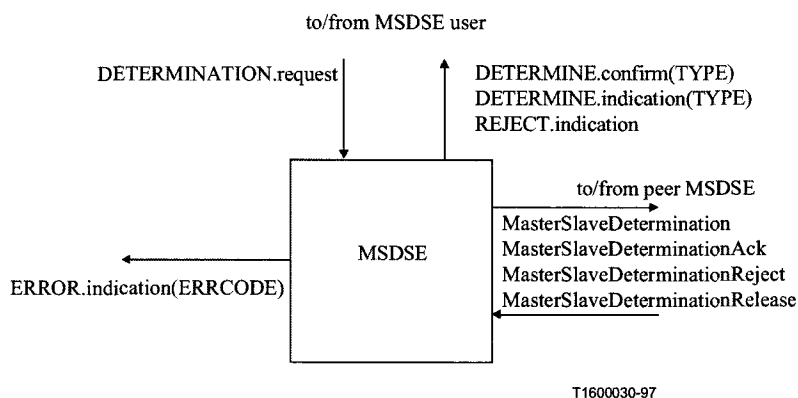 to/from MSDSE user
DETERMINATION.request
DETERMINE.confirm(TYPE)
DETERMINE.indication(TYPE)
REJECT.indication
to/from peer MSDSE
MasterSlaveDetermination
MasterSlaveDeterminationAck
MasterSlaveDeterminationReject
MasterSlaveDeterminationRelease
MSDSE
ERROR.indication(ERRCODE)
T1600030-97